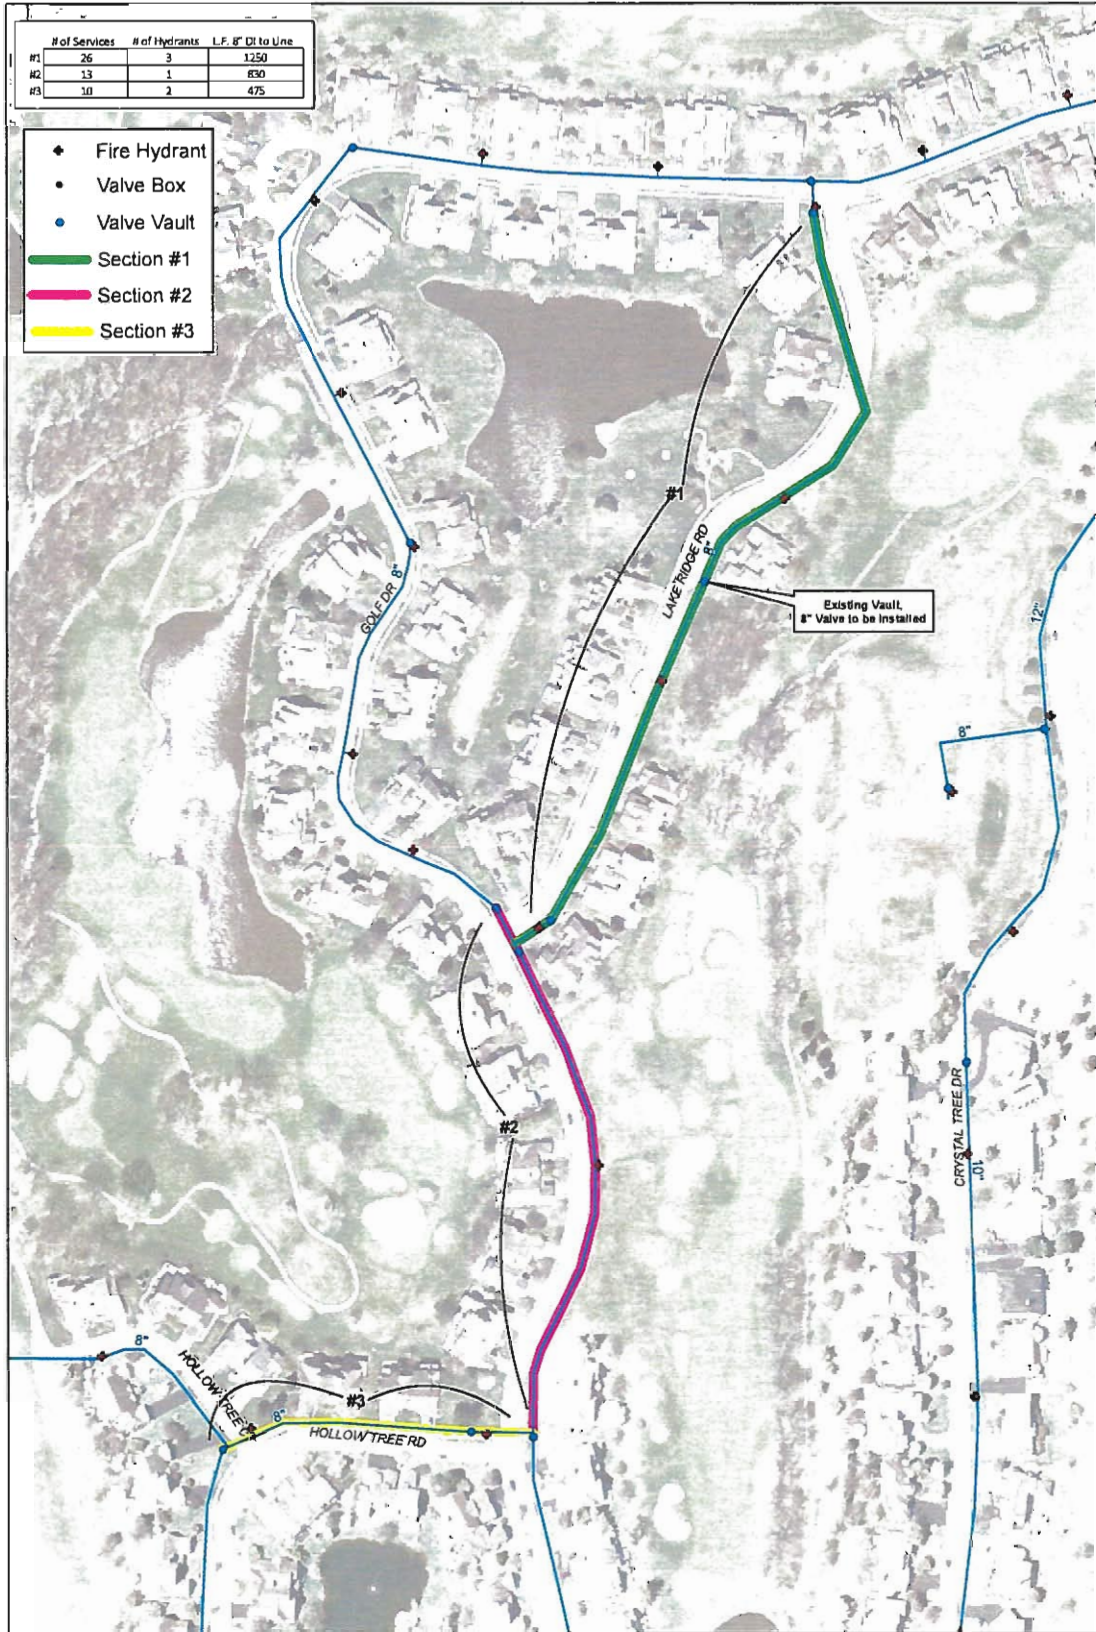 # of Services # of Hydrants L.F. 8" DI to Line
#1 26 3 1250
#2 13 1 830
#3 10 2 475
Fire Hydrant
Valve Box
Valve Vault
Section #1
Section #2
Section #3
#1
LAKE RIDGE RD
8"
GOLF DR
8"
Existing Vault,
8" Valve to be Installed
12"
8"
#2
CRYSTAL TREE DR
10"
8"
HOLLOW TREE
#3
8"
HOLLOW TREE RD